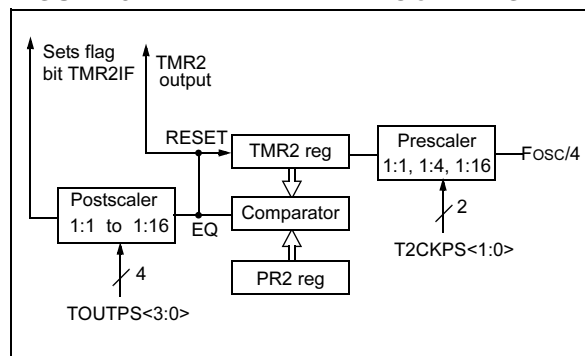 Sets flag
bit TMR2IF
TMR2
output
RESET
TMR2 reg
Prescaler
1:1, 1:4, 1:16
FOSC/4
Postscaler
1:1 to 1:16
EQ
Comparator
2
T2CKPS<1:0>
4
PR2 reg
TOUTPS<3:0>